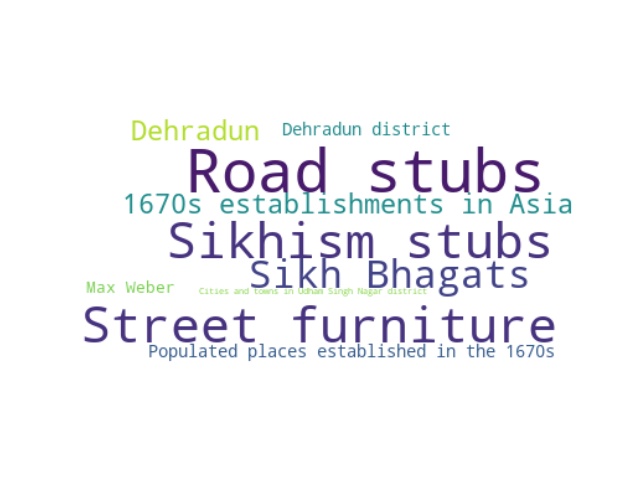 Dehradun
Dehradun district
Road stubs
1670s establishments in Asia
Sikhism stubs
Sikh Bhagats
Max Weber
Cities and towns in Udham Singh Nagar district
Street furniture
Populated places established in the 1670s